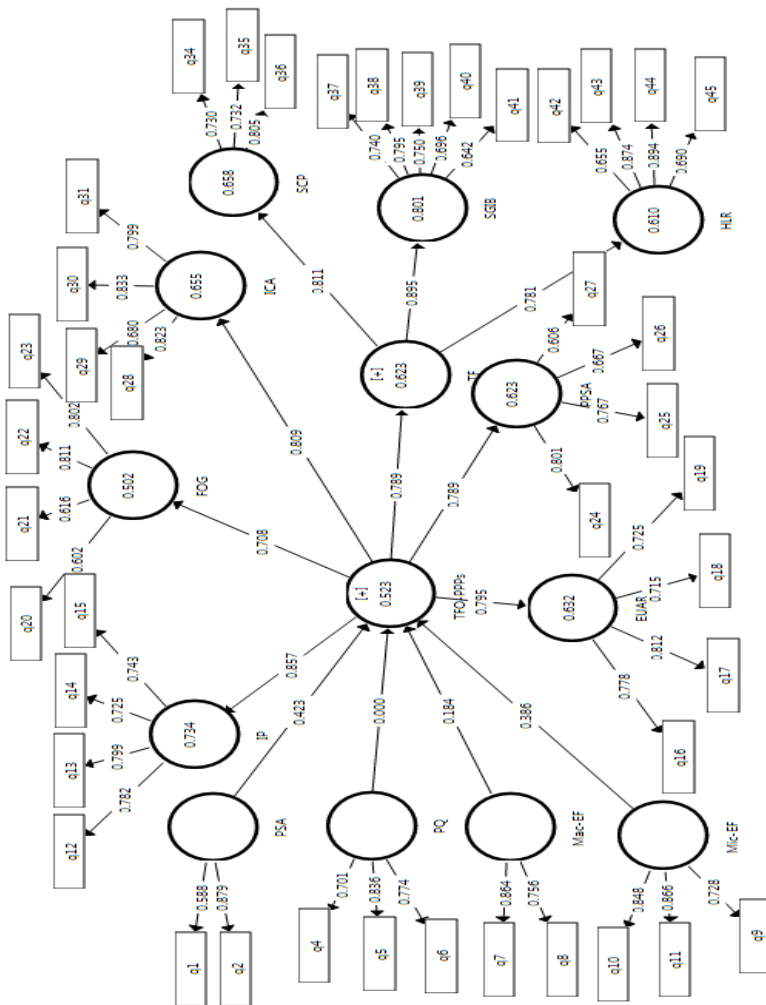 q9
q11
q10
0.728
0.866
0.848
Mic-EF
q8
q7
0.756
0.864
Mac-EF
q6
q5
q4
0.774
0.836
0.701
PQ
q2
q1
0.879
0.588
PSA
q12
q13
q14
q15
0.782
0.799
0.725
0.743
0.734
IP
q20
q21
q22
q23
0.602
0.616
0.811
0.802
0.502
FOG
q28
q29
q30
q31
0.823
0.680
0.833
0.799
0.655
ICA
q34
q35
q36
0.730
0.732
0.805
0.658
SCP
q37
q38
q39
q40
q41
0.740
0.795
0.750
0.696
0.642
0.801
SGIB
q42
q43
q44
q45
0.655
0.874
0.894
0.690
0.610
HLR
0.386
0.184
0.000
0.423
0.857
0.708
0.809
0.789
0.789
0.795
0.811
0.895
0.781
[+]
0.523
TFO-PPPs
[+]
0.623
TF
0.623
PPSA
0.801
0.767
0.667
0.606
q24
q25
q26
q27
0.632
EUAR
0.778
0.812
0.715
0.725
q16
q17
q18
q19